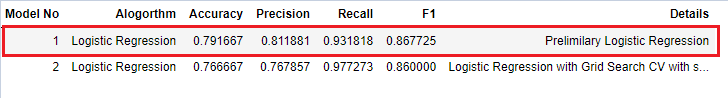 Model No Alogorthm Accuracy Precision Recall F1 Details
1 Logistic Regression 0.791667 0.811881 0.931818 0.867725 Prelimilary Logistic Regression
2 Logistic Regression 0.766667 0.767857 0.977273 0.860000 Logistic Regression with Grid Search CV with s...